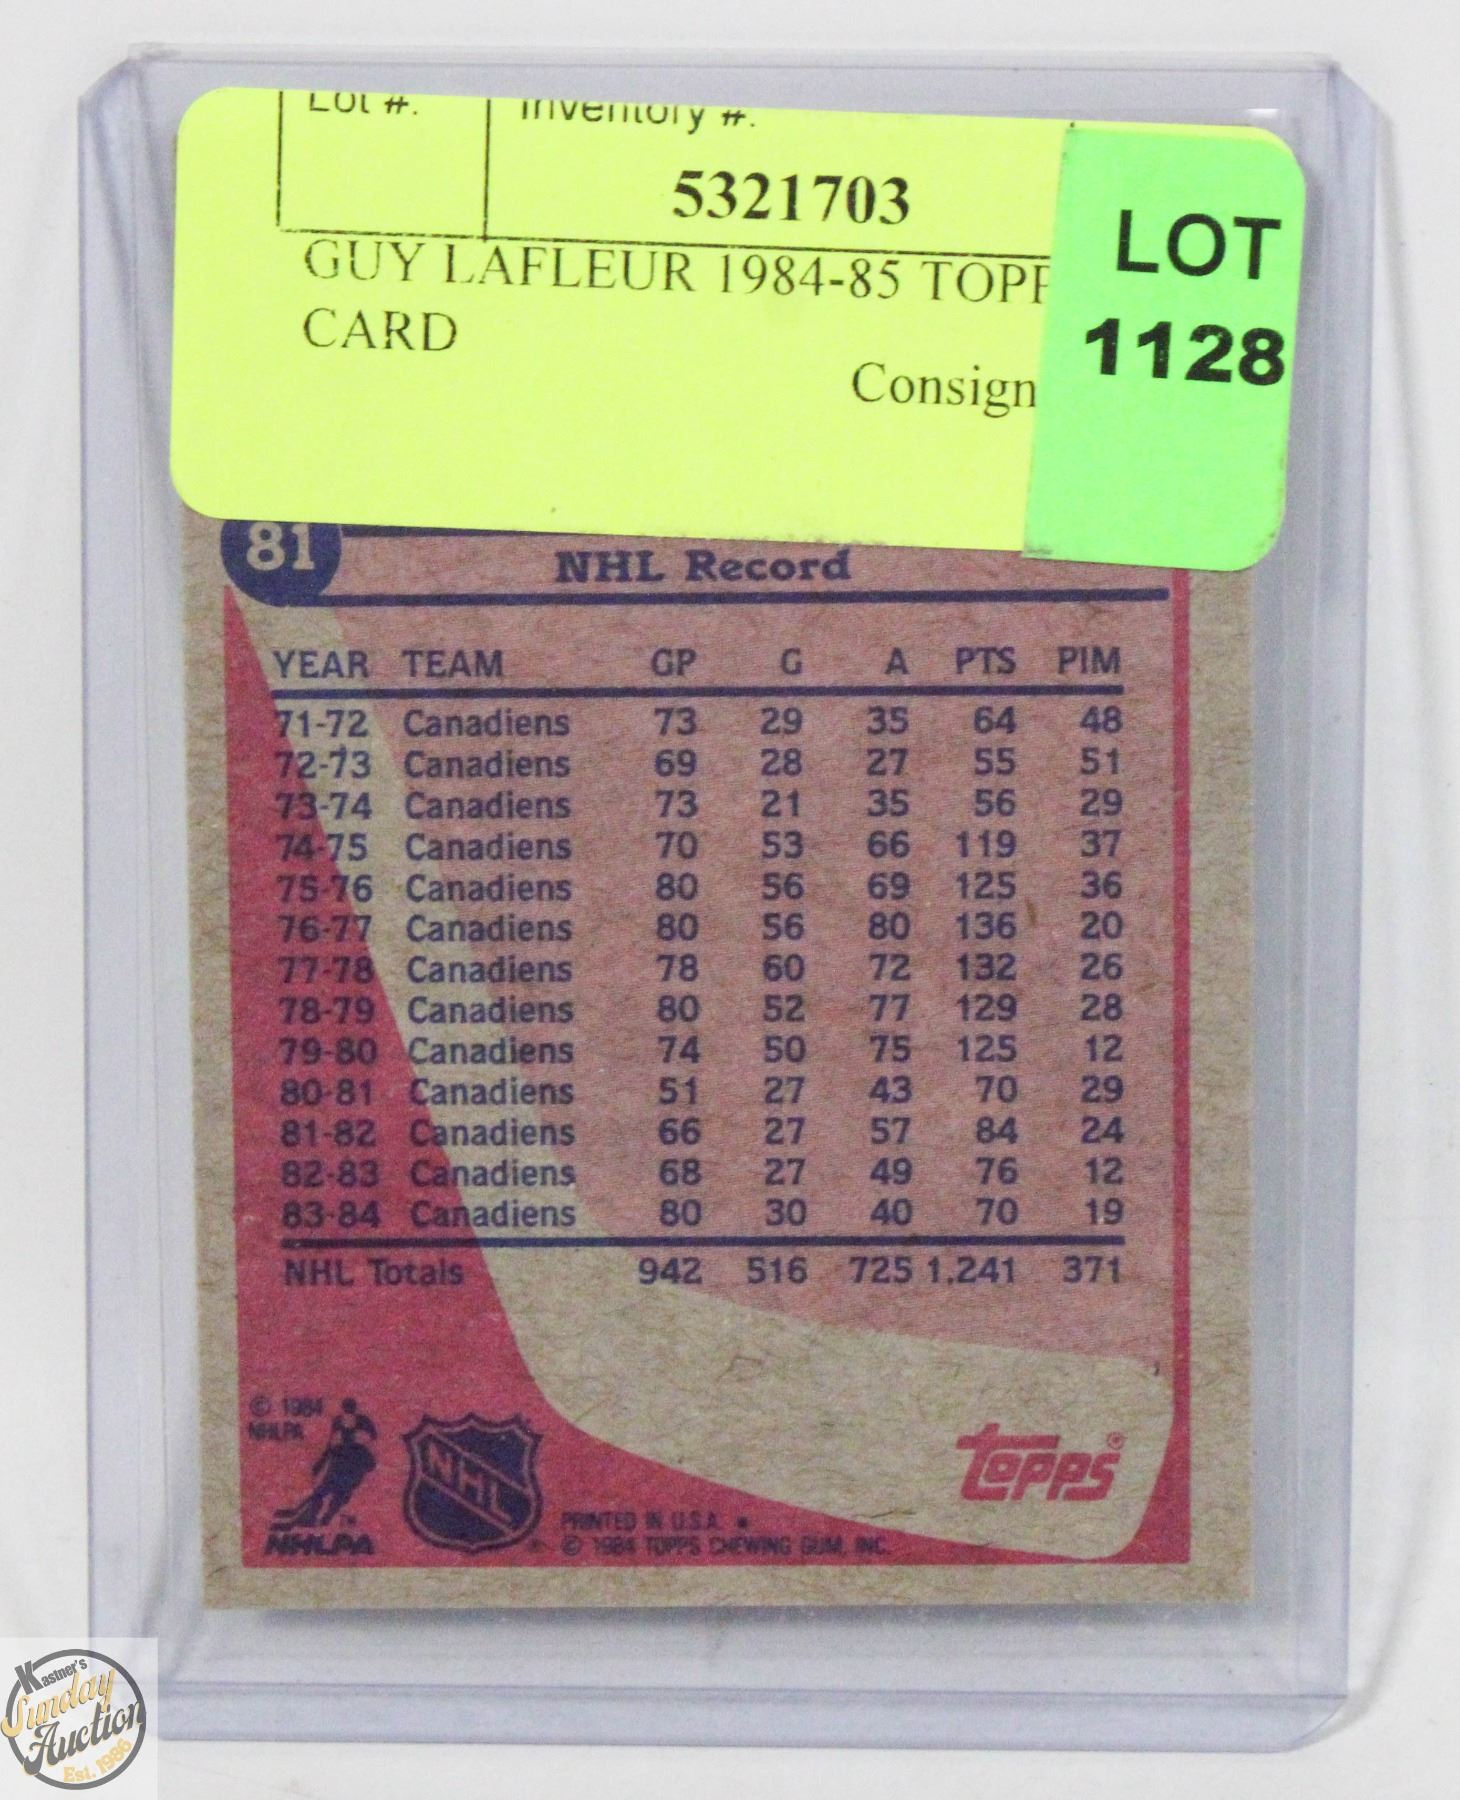 Lot #:
Inventory #:
5321703
GUY LAFLEUR 1984-85 TOPP
CARD
Consign
LOT
1128
81
NHL Record
YEAR TEAM GP G A PTS PIM
71-72 Canadiens 73 29 35 64 48
72-73 Canadiens 69 28 27 55 51
73-74 Canadiens 73 21 35 56 29
74-75 Canadiens 70 53 66 119 37
75-76 Canadiens 80 56 69 125 36
76-77 Canadiens 80 56 80 136 20
77-78 Canadiens 78 60 72 132 26
78-79 Canadiens 80 52 77 129 28
79-80 Canadiens 74 50 75 125 12
80-81 Canadiens 51 27 43 70 29
81-82 Canadiens 66 27 57 84 24
82-83 Canadiens 68 27 49 76 12
83-84 Canadiens 80 30 40 70 19
NHL Totals 942 516 725 1,241 371
© 1984
NHLPA
NHLPA ™
NHL
topps ®
PRINTED IN U.S.A.
© 1984 TOPPS CHEWING GUM, INC.
Kastner's
Sunday
Auction
Est. 1986